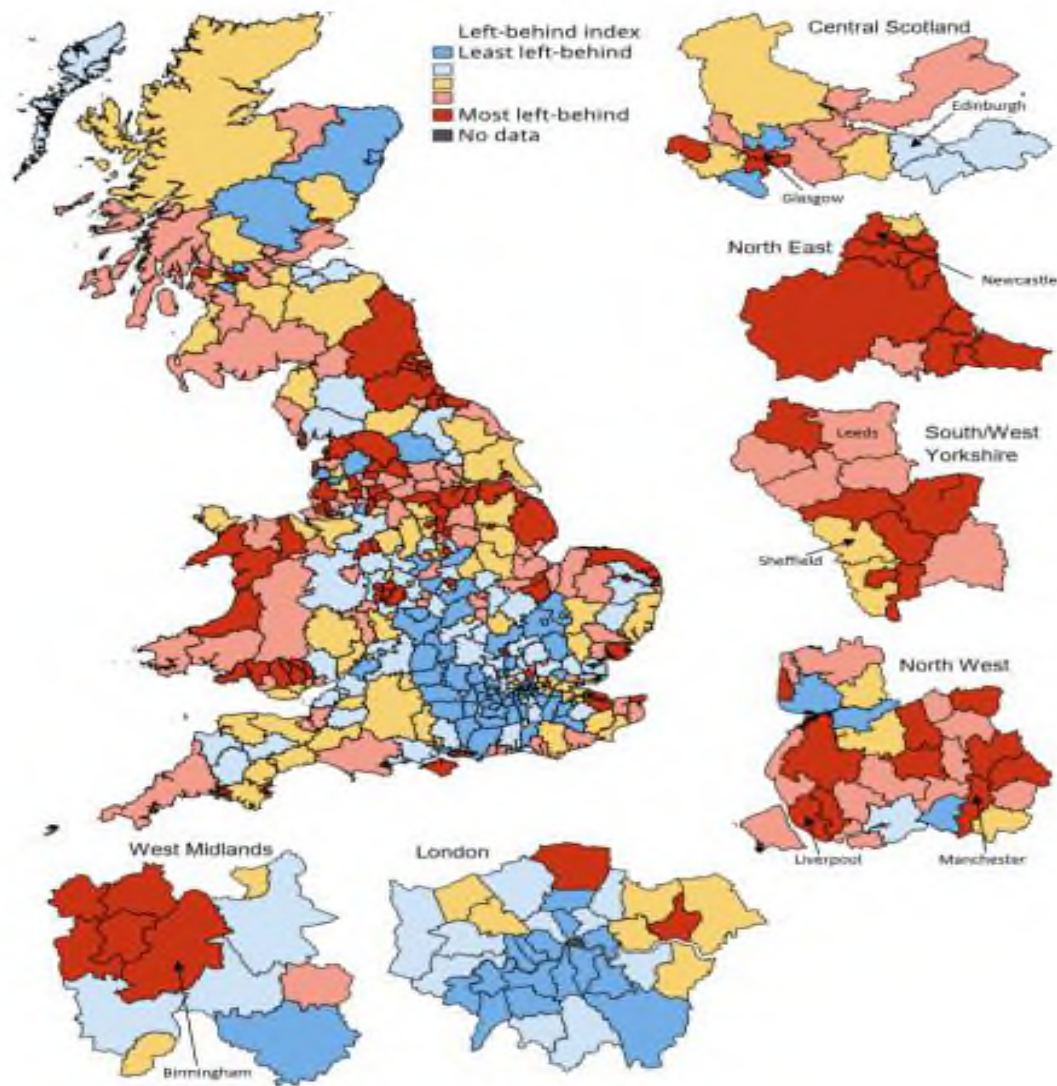 Left-behind index
Least left-behind
Most left-behind
No data
Central Scotland
Edinburgh
Glasgow
North East
Newcastle
South/West
Yorkshire
Leeds
Sheffield
North West
Liverpool
Manchester
West Midlands
Birmingham
London